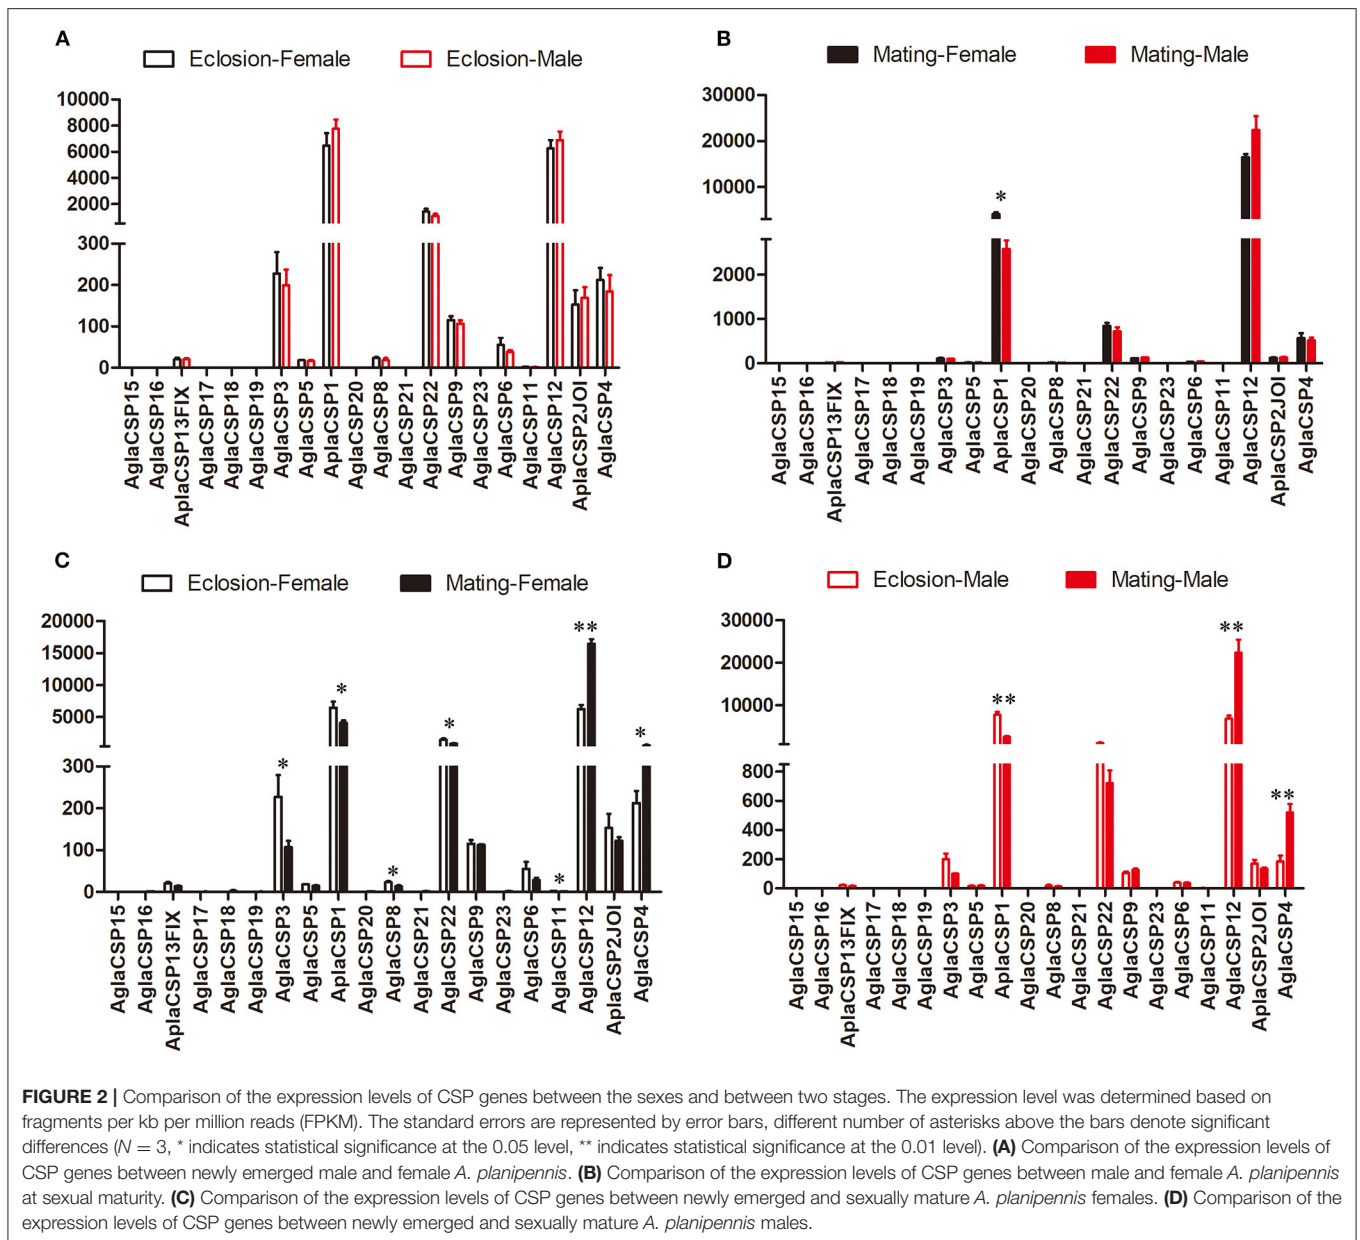 A
Eclosion-Female
Eclosion-Male
10000
8000
6000
4000
2000
300
200
100
0
AglaCSP15
AglaCSP16
AplaCSP13FIX
AglaCSP17
AglaCSP18
AglaCSP19
AglaCSP3
AglaCSP5
AplaCSP1
AglaCSP20
AglaCSP8
AglaCSP21
AglaCSP22
AglaCSP9
AglaCSP23
AglaCSP6
AglaCSP11
AglaCSP12
AplaCSP2JOI
AglaCSP4
B
Mating-Female
Mating-Male
30000
20000
10000
2000
1000
0
*
AglaCSP15
AglaCSP16
AplaCSP13FIX
AglaCSP17
AglaCSP18
AglaCSP19
AglaCSP3
AglaCSP5
AplaCSP1
AglaCSP20
AglaCSP8
AglaCSP21
AglaCSP22
AglaCSP9
AglaCSP23
AglaCSP6
AglaCSP11
AglaCSP12
AplaCSP2JOI
AglaCSP4
C
Eclosion-Female
Mating-Female
20000
15000
10000
5000
300
200
100
0
*
*
*
*
*
**
*
AglaCSP15
AglaCSP16
AplaCSP13FIX
AglaCSP17
AglaCSP18
AglaCSP19
AglaCSP3
AglaCSP5
AplaCSP1
AglaCSP20
AglaCSP8
AglaCSP21
AglaCSP22
AglaCSP9
AglaCSP23
AglaCSP6
AglaCSP11
AglaCSP12
AplaCSP2JOI
AglaCSP4
D
Eclosion-Male
Mating-Male
30000
20000
10000
800
600
400
200
0
**
**
**
AglaCSP15
AglaCSP16
AplaCSP13FIX
AglaCSP17
AglaCSP18
AglaCSP19
AglaCSP3
AglaCSP5
AplaCSP1
AglaCSP20
AglaCSP8
AglaCSP21
AglaCSP22
AglaCSP9
AglaCSP23
AglaCSP6
AglaCSP11
AglaCSP12
AplaCSP2JOI
AglaCSP4
FIGURE 2 | Comparison of the expression levels of CSP genes between the sexes and between two stages. The expression level was determined based on
fragments per kb per million reads (FPKM). The standard errors are represented by error bars, different number of asterisks above the bars denote significant
differences (N = 3, * indicates statistical significance at the 0.05 level, ** indicates statistical significance at the 0.01 level). (A) Comparison of the expression levels of
CSP genes between newly emerged male and female A. planipennis. (B) Comparison of the expression levels of CSP genes between male and female A. planipennis
at sexual maturity. (C) Comparison of the expression levels of CSP genes between newly emerged and sexually mature A. planipennis females. (D) Comparison of the
expression levels of CSP genes between newly emerged and sexually mature A. planipennis males.